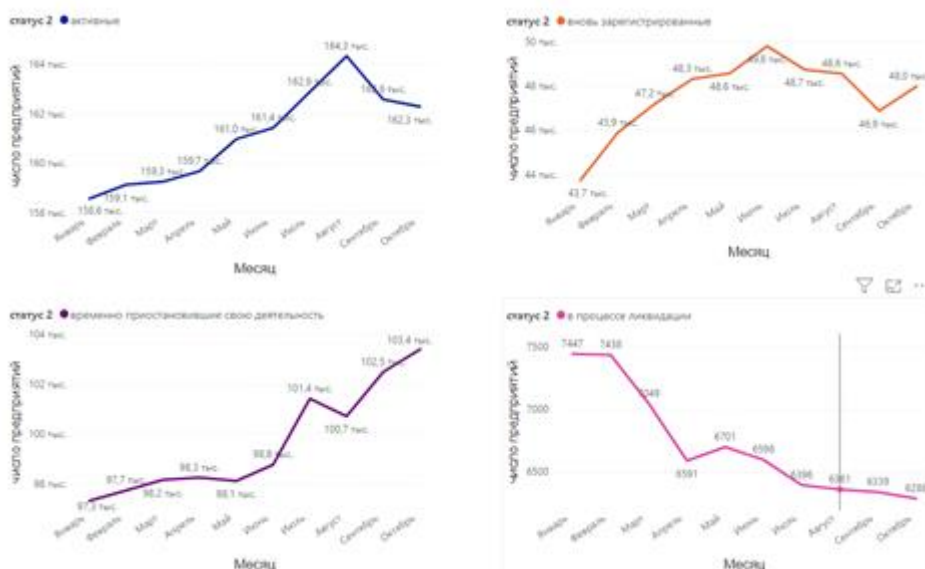 статус 2 ● активные
число предприятий
164 тыс.
162 тыс.
160 тыс.
158 тыс.
158,6 тыс.
159,1 тыс.
159,3 тыс.
159,7 тыс.
161,0 тыс.
161,4 тыс.
162,9 тыс.
164,3 тыс.
162,6 тыс.
162,3 тыс.
Январь
Февраль
Март
Апрель
Май
Июнь
Июль
Август
Сентябрь
Октябрь
Месяц
статус 2 ● вновь зарегистрированные
число предприятий
50 тыс.
48 тыс.
46 тыс.
44 тыс.
43,7 тыс.
45,9 тыс.
47,2 тыс.
48,3 тыс.
48,6 тыс.
49,8 тыс.
48,7 тыс.
48,6 тыс.
46,9 тыс.
48,0 тыс.
Январь
Февраль
Март
Апрель
Май
Июнь
Июль
Август
Сентябрь
Октябрь
Месяц
статус 2 ● временно приостановившие свою деятельность
число предприятий
104 тыс.
102 тыс.
100 тыс.
98 тыс.
97,3 тыс.
97,7 тыс.
98,2 тыс.
98,3 тыс.
98,1 тыс.
98,8 тыс.
101,4 тыс.
100,7 тыс.
102,5 тыс.
103,4 тыс.
Январь
Февраль
Март
Апрель
Май
Июнь
Июль
Август
Сентябрь
Октябрь
Месяц
статус 2 ● в процессе ликвидации
число предприятий
7500
7000
6500
7447
7438
7049
6591
6701
6598
6396
6361
6339
6288
Январь
Февраль
Март
Апрель
Май
Июнь
Июль
Август
Сентябрь
Октябрь
Месяц